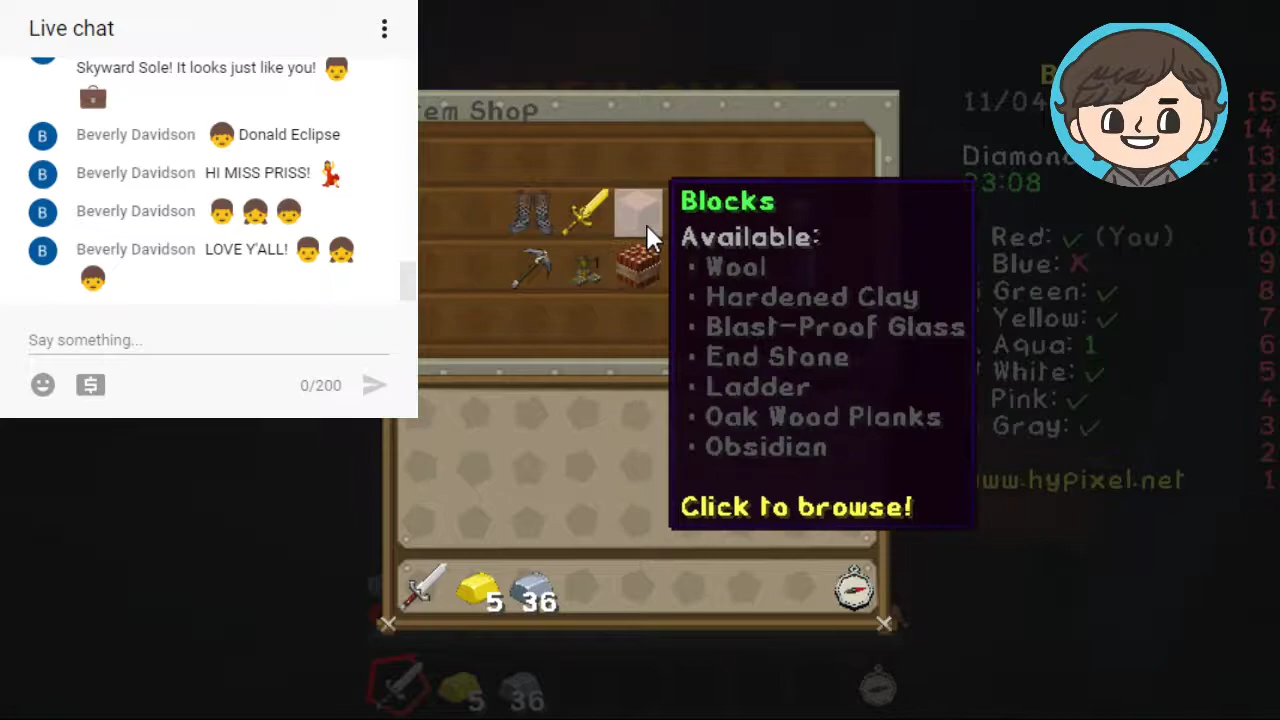 Live chat
Skyward Sole! It looks just like you!
B Beverly Davidson Donald Eclipse
B Beverly Davidson HI MISS PRISS!
B Beverly Davidson
B Beverly Davidson LOVE Y'ALL!
Say something...
0/200
em Shop
Blocks
Available:
· Wool
· Hardened Clay
· Blast-Proof Glass
· End Stone
· Ladder
· Oak Wood Planks
· Obsidian
Click to browse!
5 36
5 36
B
11/04 15
14
Diamon : 13
3:08 12
11
Red: ✓ (You) 10
Blue: ✗ 9
Green: ✓ 8
Yellow: ✓ 7
Aqua: 1 6
White: ✓ 5
Pink: ✓ 4
Gray: ✓ 3
2
www.hypixel.net 1